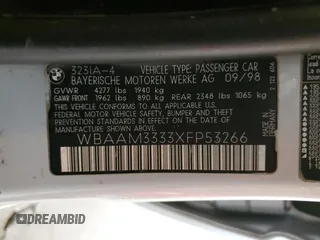 BMW
323IA-4 VEHICLE TYPE: PASSENGER CAR
BAYERISCHE MOTOREN WERKE AG 09/98
GVWR 4277 lbs 1940 kg
GAWR FRONT 1962 lbs 890 kg REAR 2348 lbs 1065 kg
THIS VEHICLE CONFORMS TO ALL APPLICABLE
FEDERAL MOTOR VEHICLE SAFETY, BUMPER,
AND THEFT PREVENTION STANDARDS IN EFFECT
ON THE DATE OF MANUFACTURE SHOWN ABOVE.
WBAAM3333XFP53266
MADE IN GERMANY
DREAMBID